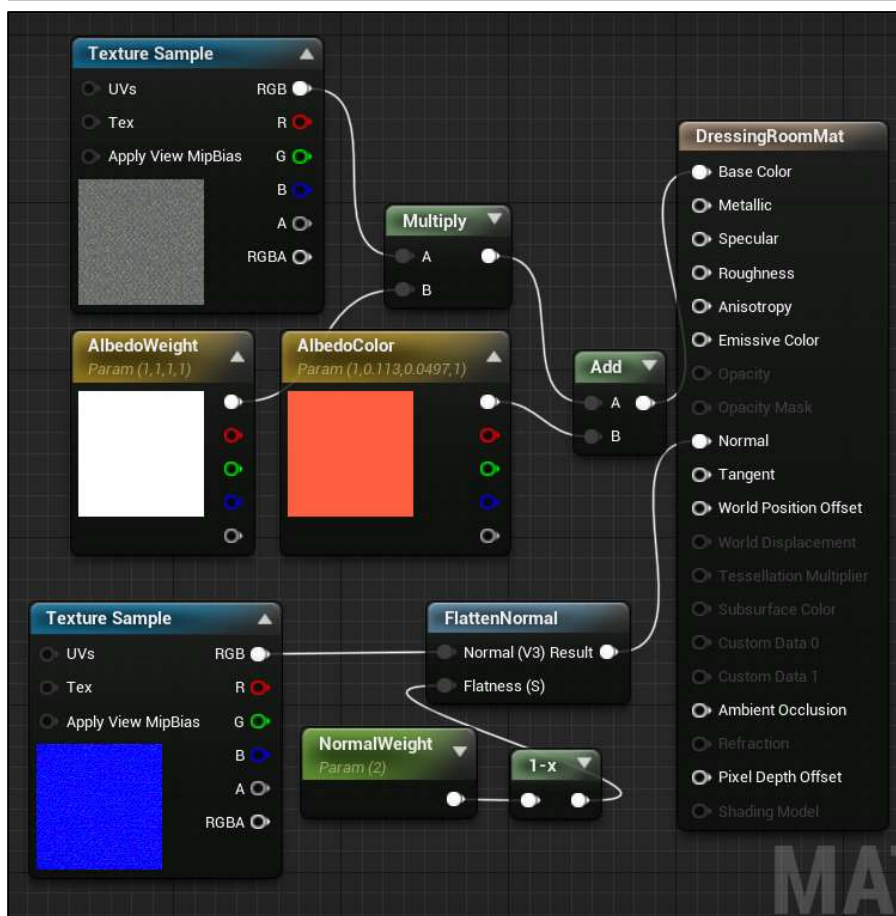 Texture Sample
UVs RGB
Tex R
Apply View MipBias G
B
A
RGBA
Multiply
A
B
AlbedoWeight
Param (1,1,1,1)
AlbedoColor
Param (1,0.113,0.0497,1)
Add
A
B
Texture Sample
UVs RGB
Tex R
Apply View MipBias G
B
A
RGBA
FlattenNormal
Normal (V3) Result
Flatness (S)
NormalWeight
Param (2)
1-x
DressingRoomMat
Base Color
Metallic
Specular
Roughness
Anisotropy
Emissive Color
Opacity
Opacity Mask
Normal
Tangent
World Position Offset
World Displacement
Tessellation Multiplier
Subsurface Color
Custom Data 0
Custom Data 1
Ambient Occlusion
Refraction
Pixel Depth Offset
Shading Model
MA